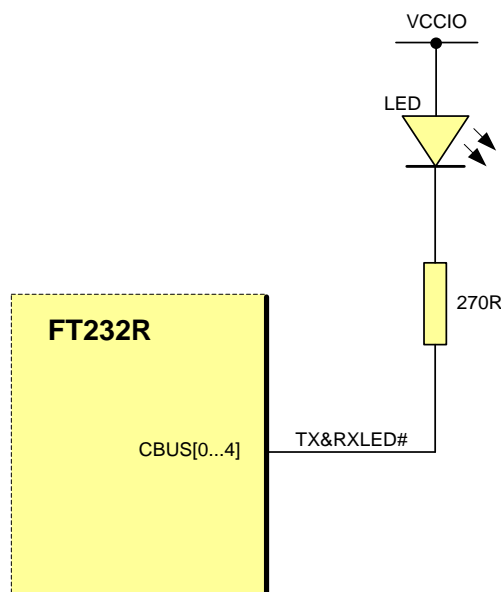 VCCIO
LED
270R
FT232R
TX&RXLED#
CBUS[0...4]